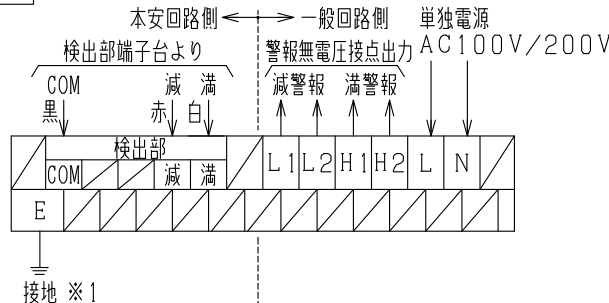 本安回路側 一般回路側 単独電源
検出部端子台より 警報無電圧接点出力 AC100V/200V
COM 減 満 減警報 満警報
黒 赤 白
検出部
COM 減 満 L1 L2 H1 H2 L N
E
接地 ※1